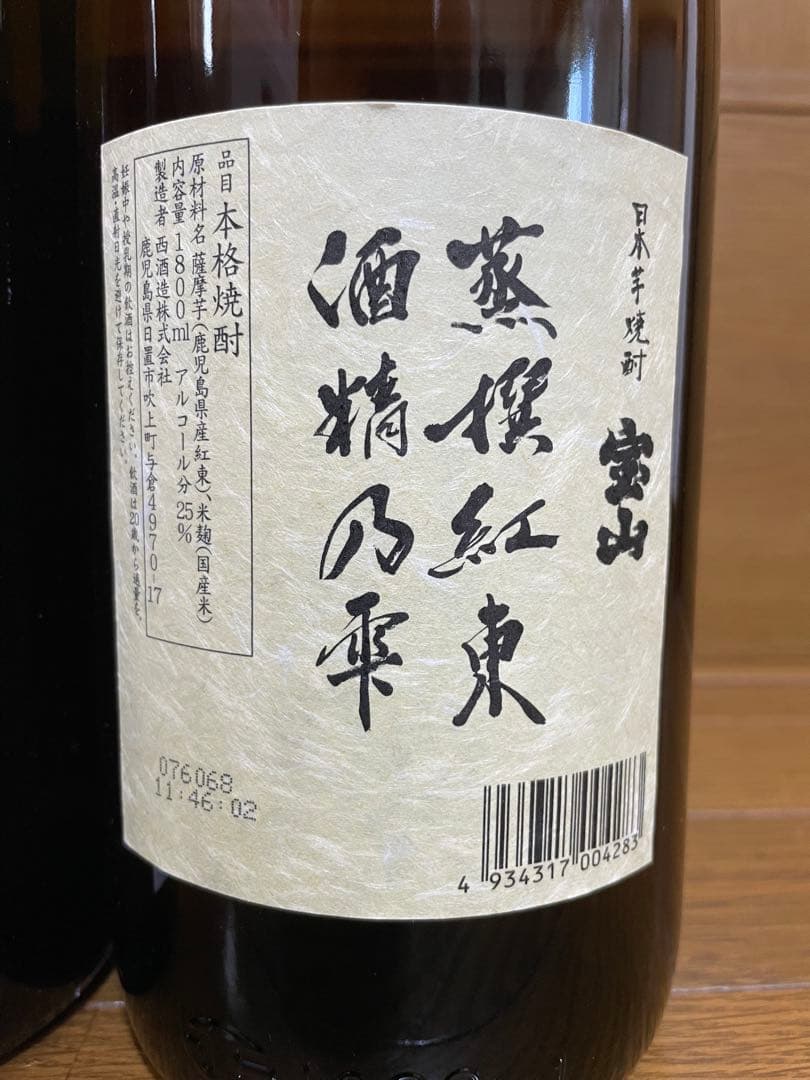 日本芋焼酎 宝山
蒸撰紅東
酒精乃雫
品目 本格焼酎
原材料名 薩摩芋(鹿児島県産紅東)、米麹(国産米)
内容量 1800ml アルコール分 25%
製造者 西酒造株式会社
鹿児島県日置市吹上町与倉4970-17
妊娠中や授乳期の飲酒はお控えください。飲酒は20歳から適量を。
高温・直射日光を避けて保存してください。
076068
11:46:02
4 934317 004283